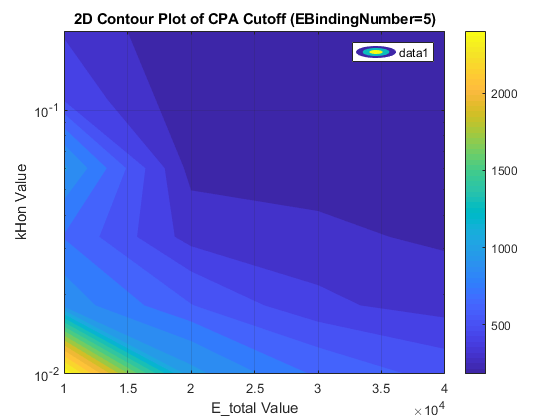 2D Contour Plot of CPA Cutoff (EBindingNumber=5)
data1
kHon Value
10^-1
10^-2
1 1.5 2 2.5 3 3.5 4
×10^4
E_total Value
2000
1500
1000
500